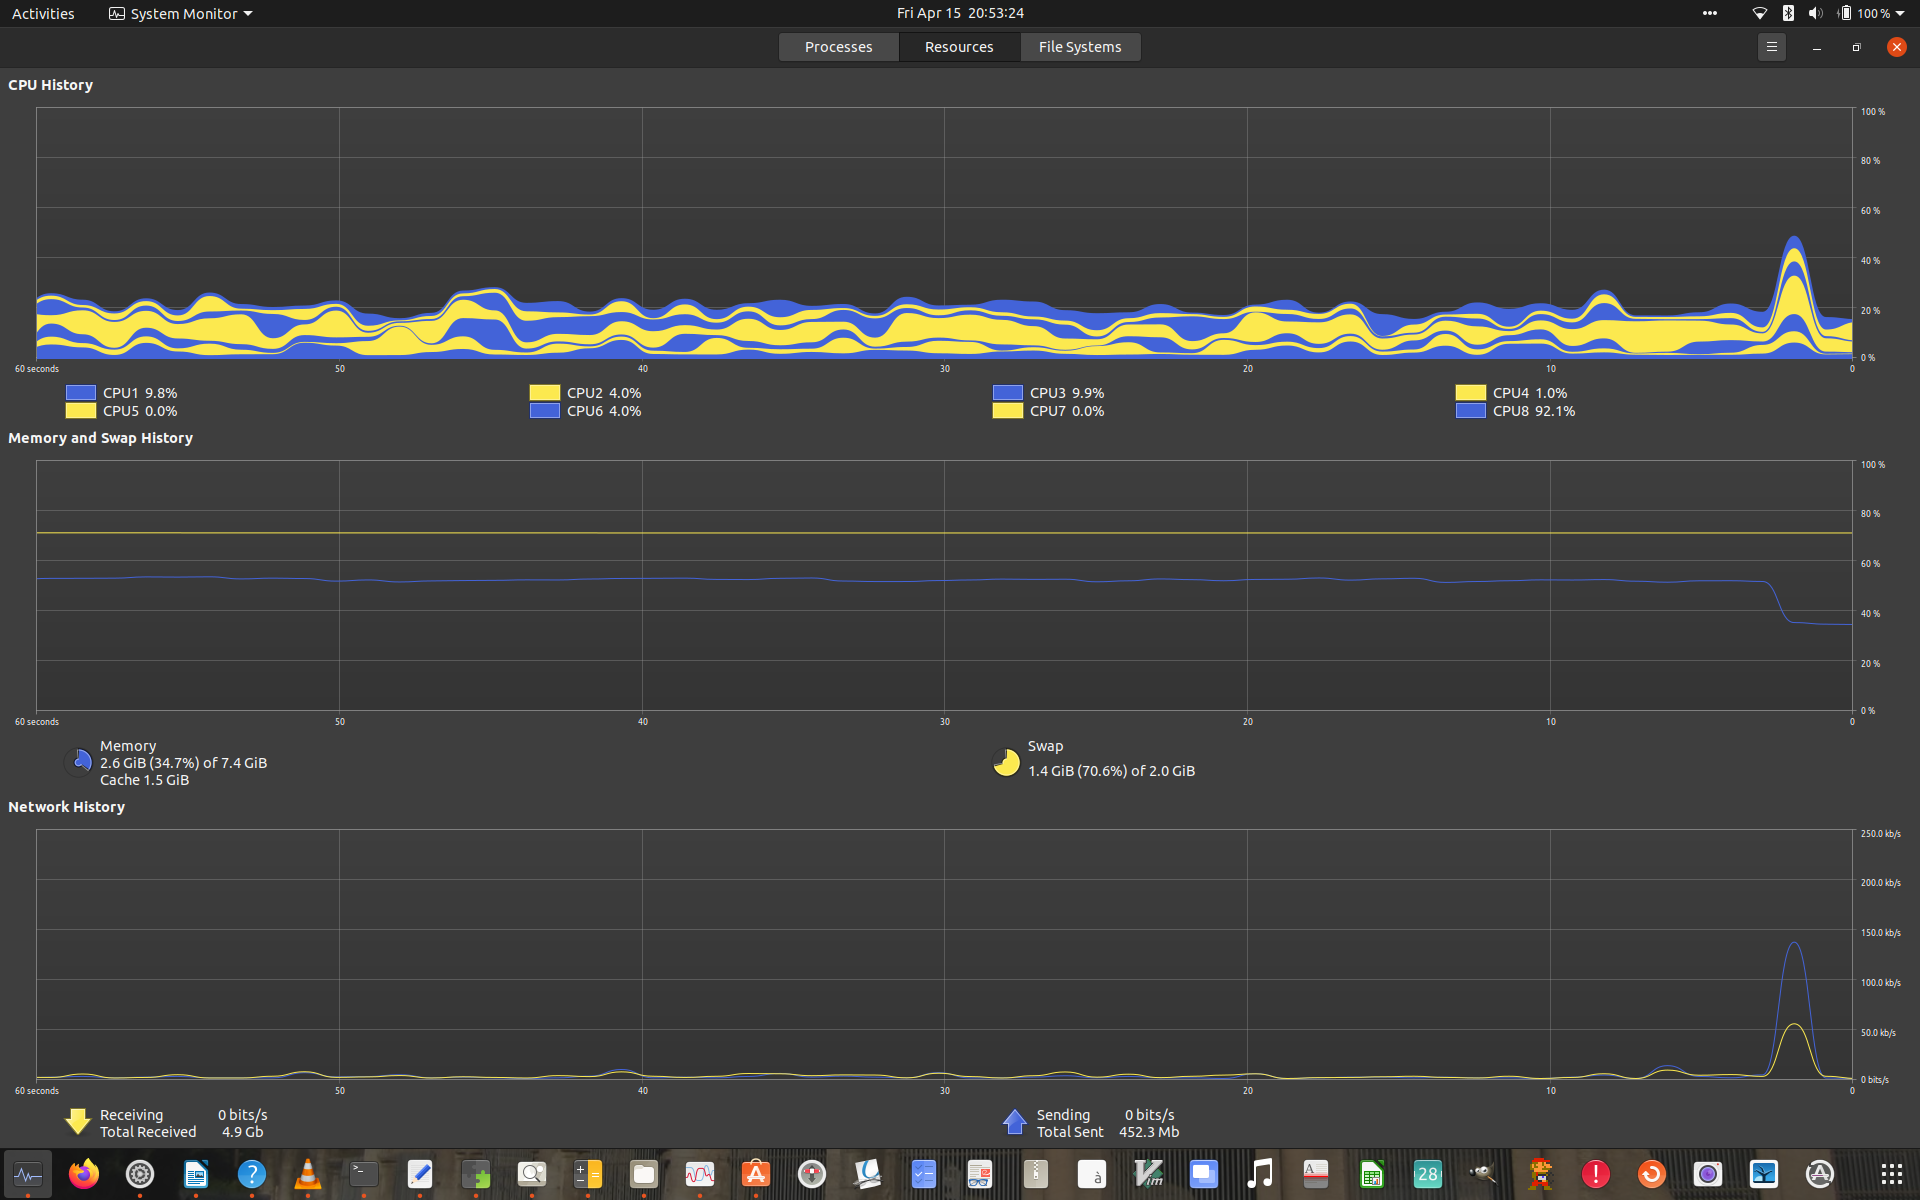 Activities System Monitor Fri Apr 15 20:53:24 100 %
Processes Resources File Systems
CPU History
100 %
80 %
60 %
40 %
20 %
0 %
60 seconds 50 40 30 20 10 0
CPU1 9.8% CPU2 4.0% CPU3 9.9% CPU4 1.0%
CPU5 0.0% CPU6 4.0% CPU7 0.0% CPU8 92.1%
Memory and Swap History
100 %
80 %
60 %
40 %
20 %
0 %
60 seconds 50 40 30 20 10 0
Memory
2.6 GiB (34.7%) of 7.4 GiB
Cache 1.5 GiB
Swap
1.4 GiB (70.6%) of 2.0 GiB
Network History
250.0 kb/s
200.0 kb/s
150.0 kb/s
100.0 kb/s
50.0 kb/s
0 bits/s
60 seconds 50 40 30 20 10 0
Receiving 0 bits/s
Total Received 4.9 Gb
Sending 0 bits/s
Total Sent 452.3 Mb
? >_ A à Vim A 28 ! A